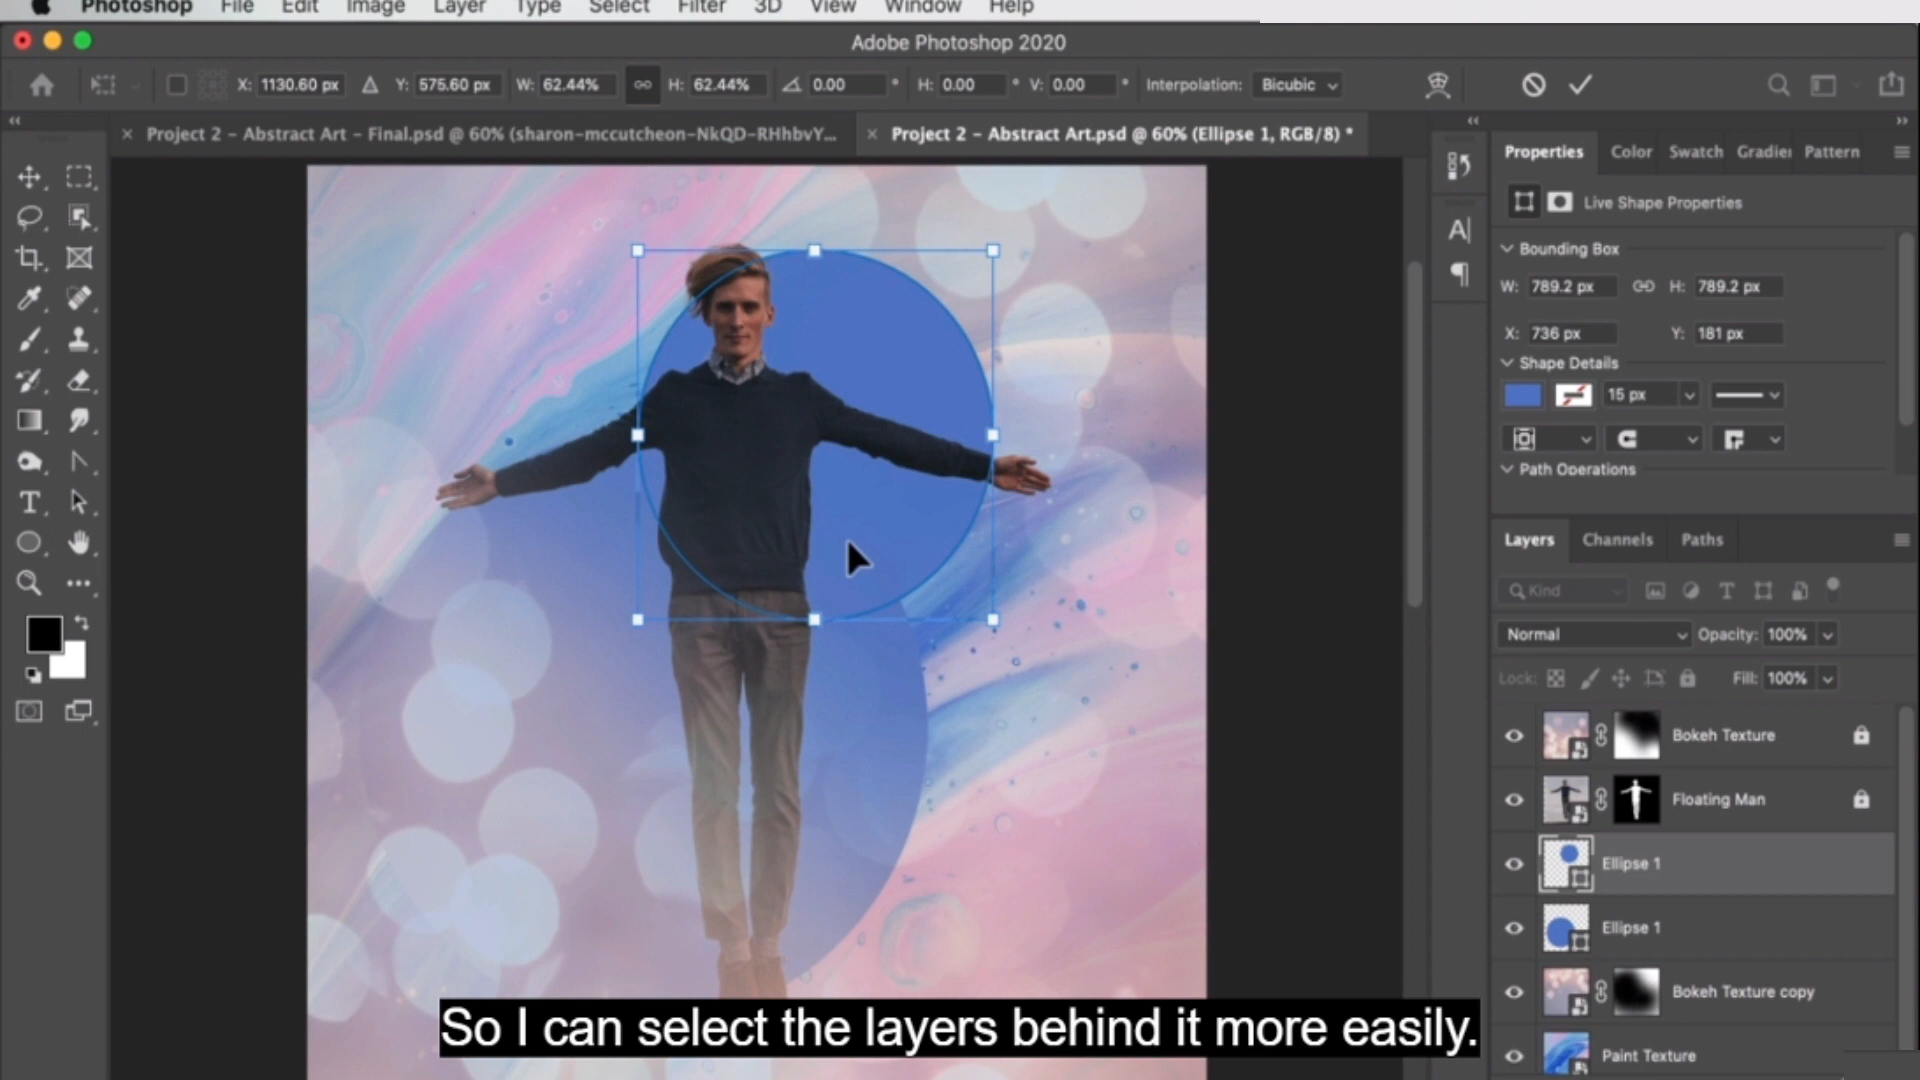 Photoshop File Edit Image Layer Type Select Filter 3D View Window Help
Adobe Photoshop 2020
X: 1130.60 px Y: 575.60 px W: 62.44% H: 62.44% 0.00 ° H: 0.00 ° V: 0.00 ° Interpolation: Bicubic
× Project 2 - Abstract Art - Final.psd @ 60% (sharon-mccutcheon-NkQD-RHhbvY... × Project 2 - Abstract Art.psd @ 60% (Ellipse 1, RGB/8) *
Properties Color Swatch Gradie Pattern
Live Shape Properties
Bounding Box
W: 789.2 px H: 789.2 px
X: 736 px Y: 181 px
Shape Details
15 px
Path Operations
Layers Channels Paths
Kind
Normal Opacity: 100%
Lock: Fill: 100%
Bokeh Texture
Floating Man
Ellipse 1
Ellipse 1
Bokeh Texture copy
Paint Texture
So I can select the layers behind it more easily.